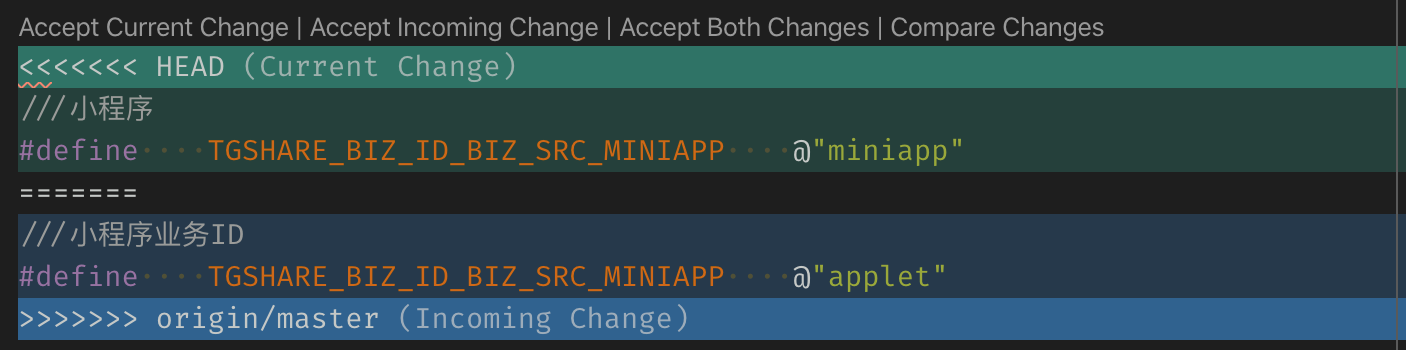 Accept Current Change | Accept Incoming Change | Accept Both Changes | Compare Changes
<<<<<<< HEAD (Current Change)
///小程序
#define····TGSHARE_BIZ_ID_BIZ_SRC_MINIAPP····@"miniapp"
=======
///小程序业务ID
#define····TGSHARE_BIZ_ID_BIZ_SRC_MINIAPP····@"applet"
>>>>>>> origin/master (Incoming Change)